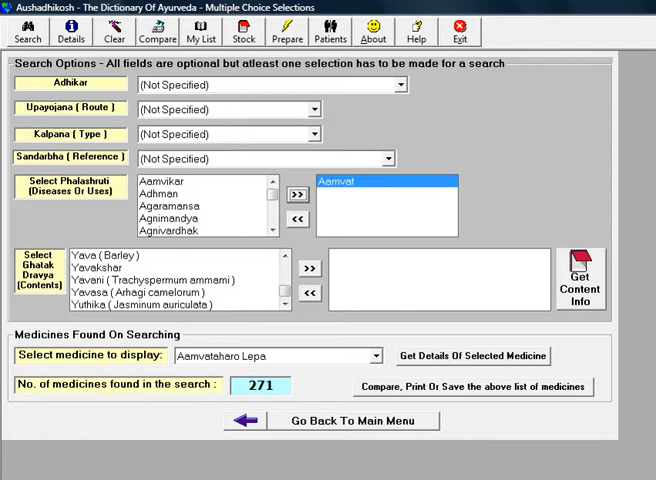 Aushadhikosh - The Dictionary Of Ayurveda - Multiple Choice Selections
Search Details Clear Compare My List Stock Prepare Patients About Help Exit
Search Options - All fields are optional but atleast one selection has to be made for a search
Adhikar (Not Specified)
Upayojana ( Route ) (Not Specified)
Kalpana ( Type ) (Not Specified)
Sandarbha ( Reference ) (Not Specified)
Select Phalashruti
(Diseases Or Uses)
Aamvikar
Adhman
Agaramansa
Agnimandya
Agnivardhak
>>
<<
Aamvat
Select
Ghatak
Dravya
(Contents)
Yava ( Barley )
Yavakshar
Yavani ( Trachyspermum ammami )
Yavasa ( Arhagi camelorum )
Yuthika ( Jasminum auriculata )
>>
<<
Get
Content
Info
Medicines Found On Searching
Select medicine to display: Aamvataharo Lepa Get Details Of Selected Medicine
No. of medicines found in the search : 271 Compare, Print Or Save the above list of medicines
Go Back To Main Menu